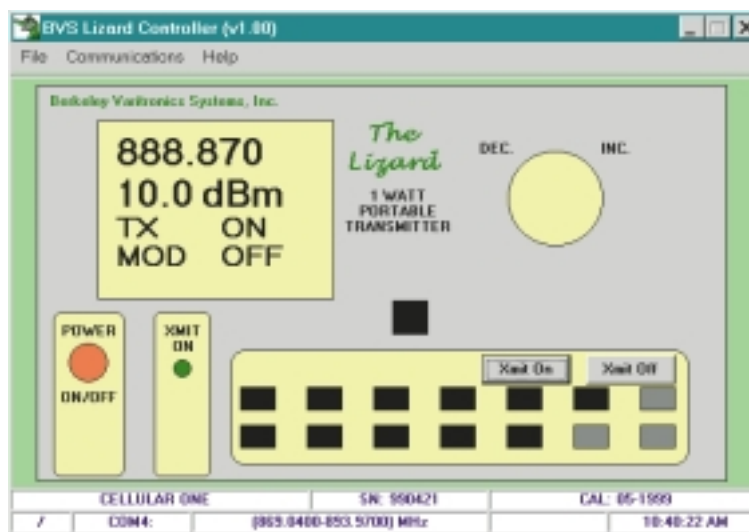 BVS Lizard Controller (v1.00)
File Communications Help
Berkeley Varitronics Systems, Inc.
888.870
10.0 dBm
TX ON
MOD OFF
The
Lizard
1 WATT
PORTABLE
TRANSMITTER
DEC. INC.
POWER
ON/OFF
XMIT
ON
Xmit On Xmit Off
CELLULAR ONE SN: 990421 CAL: 05-1999
/ COM4: (869.0400-893.9700) MHz 10:40:22 AM